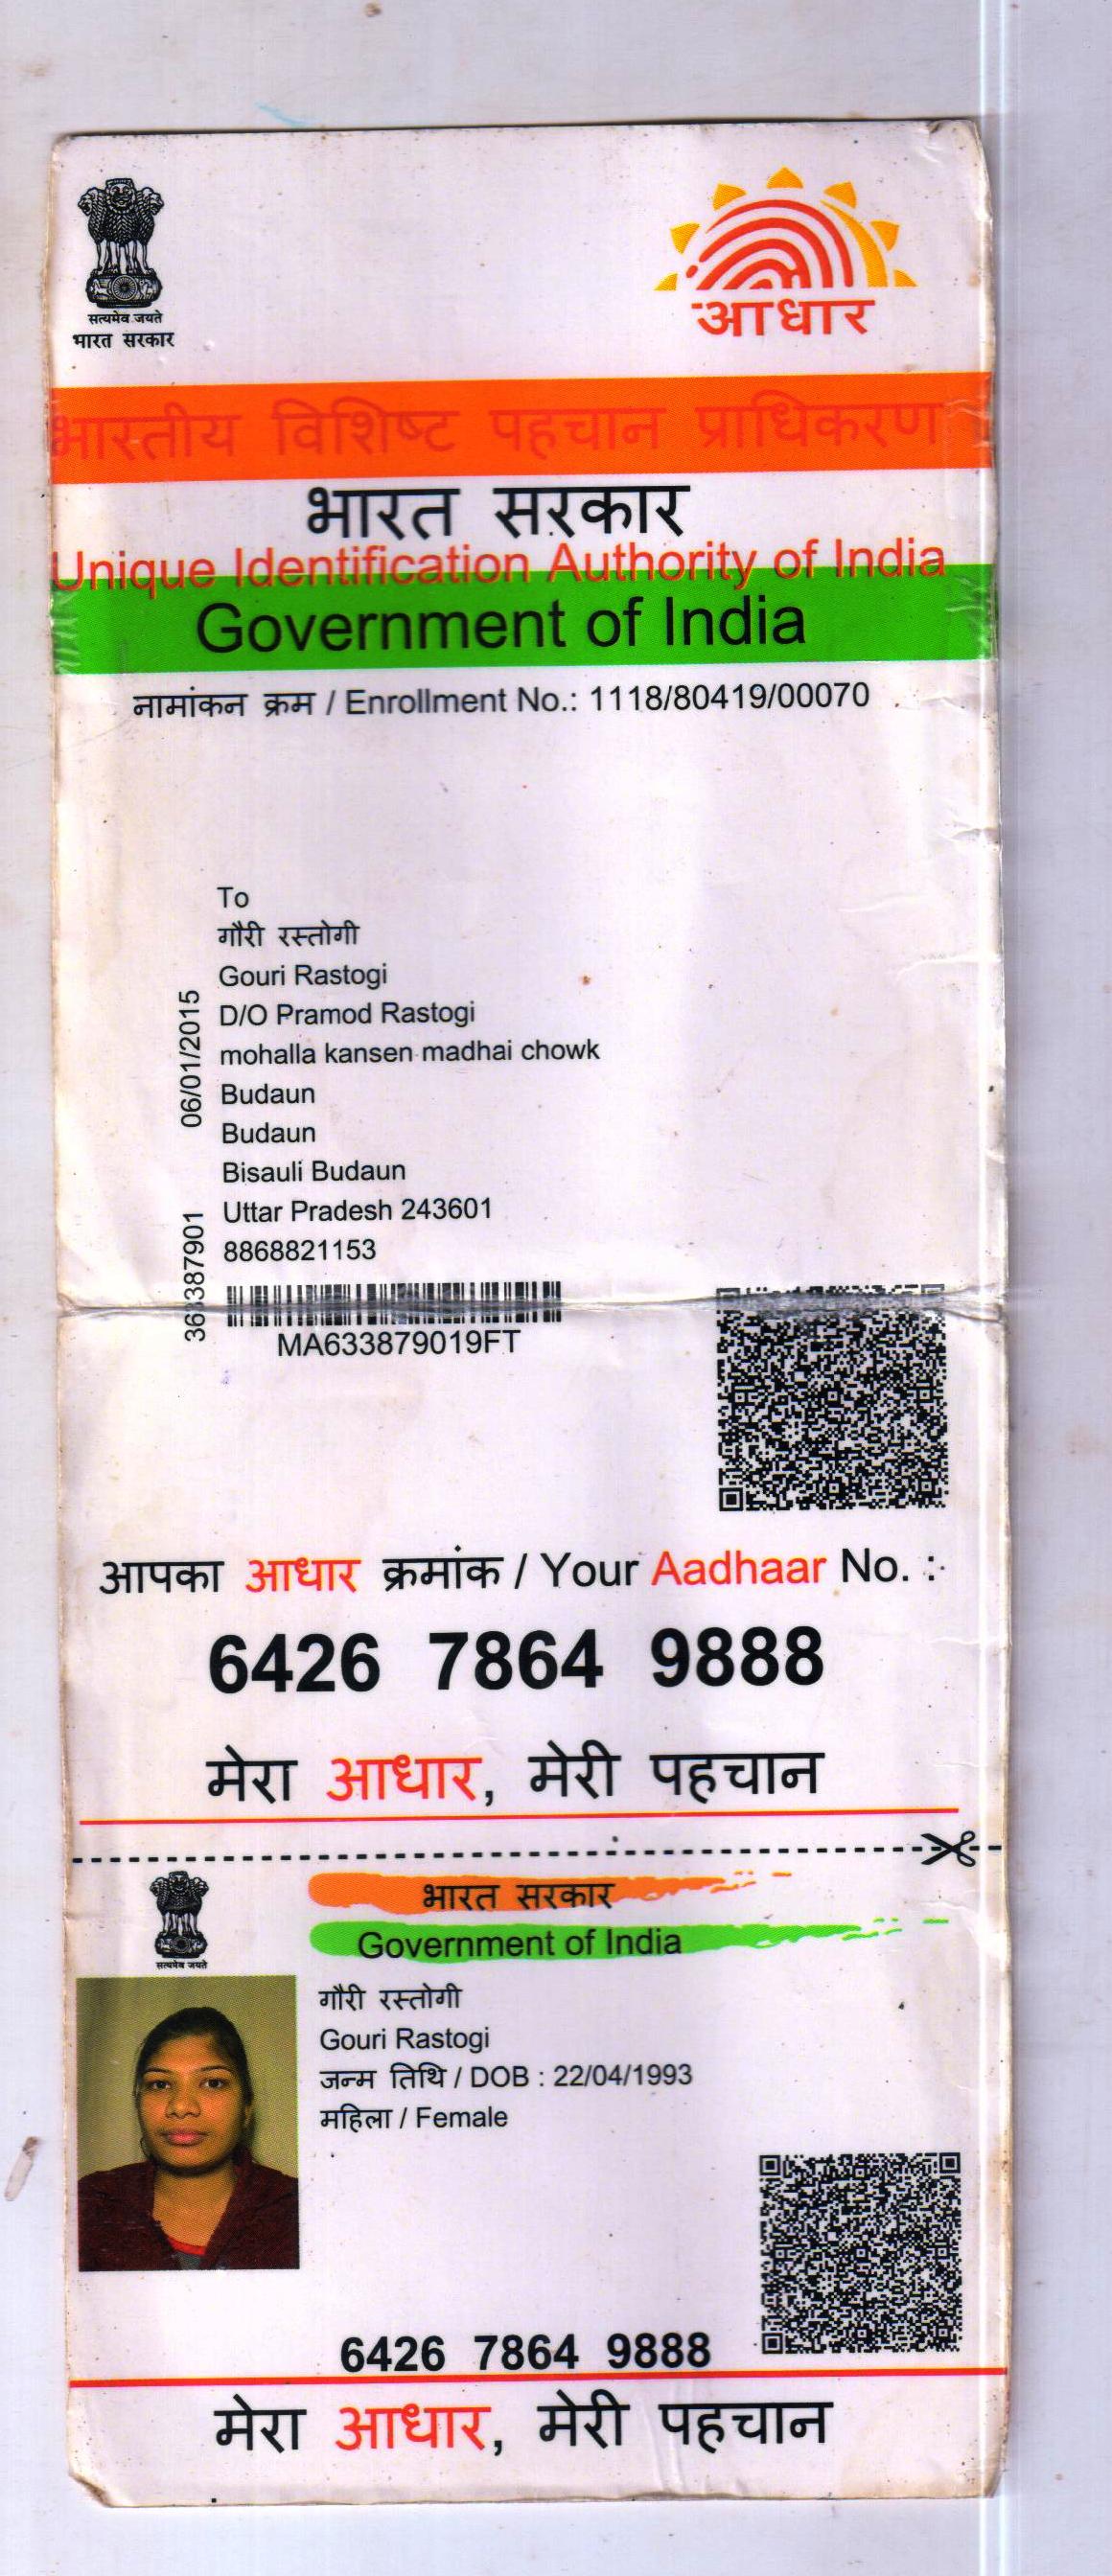 सत्यमेव जयते
भारत सरकार
आधार
भारतीय विशिष्ट पहचान प्राधिकरण
भारत सरकार
Unique Identification Authority of India
Government of India
नामांकन क्रम / Enrollment No.: 1118/80419/00070
To
गौरी रस्तोगी
Gouri Rastogi
D/O Pramod Rastogi
mohalla kansen madhai chowk
Budaun
Budaun
Bisauli Budaun
Uttar Pradesh 243601
8868821153
06/01/2015
MA633879019FT
आपका आधार क्रमांक / Your Aadhaar No. :
6426 7864 9888
मेरा आधार, मेरी पहचान
सत्यमेव जयते
भारत सरकार
Government of India
गौरी रस्तोगी
Gouri Rastogi
जन्म तिथि / DOB : 22/04/1993
महिला / Female
6426 7864 9888
मेरा आधार, मेरी पहचान